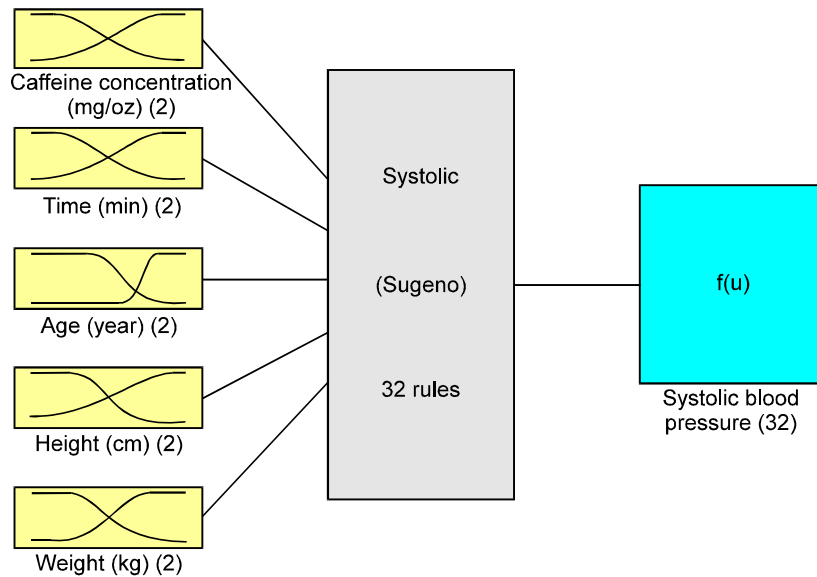 Caffeine concentration
(mg/oz) (2)
Time (min) (2)
Age (year) (2)
Height (cm) (2)
Weight (kg) (2)
Systolic
(Sugeno)
32 rules
f(u)
Systolic blood
pressure (32)